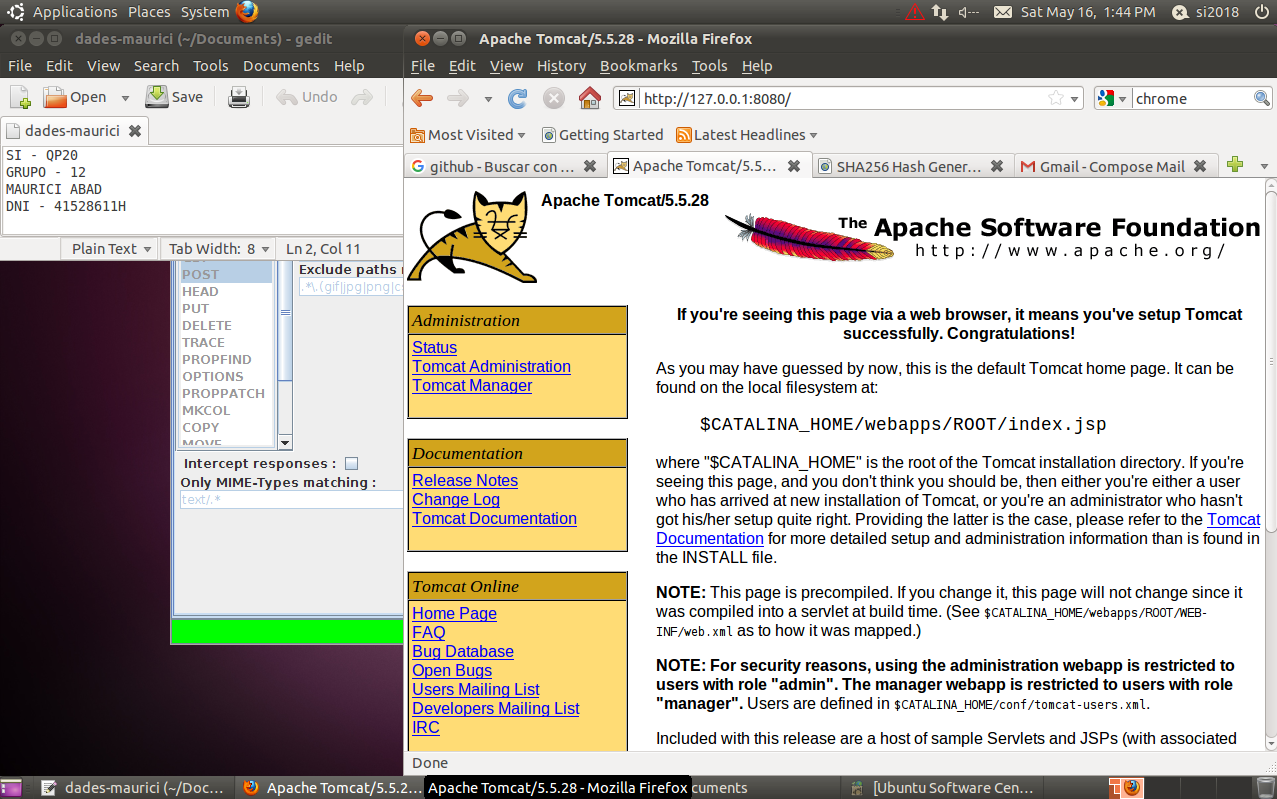 Applications Places System Sat May 16, 1:44 PM si2018
dades-maurici (~/Documents) - gedit
File Edit View Search Tools Documents Help
Open Save Undo
dades-maurici
SI - QP20
GRUPO - 12
MAURICI ABAD
DNI - 41528611H
Plain Text Tab Width: 8 Ln 2, Col 11
POST
HEAD
PUT
DELETE
TRACE
PROPFIND
OPTIONS
PROPPATCH
MKCOL
COPY
MOVE
Exclude paths
.*\.(gif|jpg|png|cs
Intercept responses :
Only MIME-Types matching :
text/.*
Apache Tomcat/5.5.28 - Mozilla Firefox
File Edit View History Bookmarks Tools Help
http://127.0.0.1:8080/ chrome
Most Visited Getting Started Latest Headlines
github - Buscar con ... Apache Tomcat/5.5.... SHA256 Hash Gener... Gmail - Compose Mail
Apache Tomcat/5.5.28
The Apache Software Foundation
http://www.apache.org/
Administration
Status
Tomcat Administration
Tomcat Manager
Documentation
Release Notes
Change Log
Tomcat Documentation
Tomcat Online
Home Page
FAQ
Bug Database
Open Bugs
Users Mailing List
Developers Mailing List
IRC
If you're seeing this page via a web browser, it means you've setup Tomcat
successfully. Congratulations!
As you may have guessed by now, this is the default Tomcat home page. It can be
found on the local filesystem at:
$CATALINA_HOME/webapps/ROOT/index.jsp
where "$CATALINA_HOME" is the root of the Tomcat installation directory. If you're
seeing this page, and you don't think you should be, then either you're either a user
who has arrived at new installation of Tomcat, or you're an administrator who hasn't
got his/her setup quite right. Providing the latter is the case, please refer to the Tomcat
Documentation for more detailed setup and administration information than is found in
the INSTALL file.
NOTE: This page is precompiled. If you change it, this page will not change since it
was compiled into a servlet at build time. (See $CATALINA_HOME/webapps/ROOT/WEB-
INF/web.xml as to how it was mapped.)
NOTE: For security reasons, using the administration webapp is restricted to
users with role "admin". The manager webapp is restricted to users with role
"manager". Users are defined in $CATALINA_HOME/conf/tomcat-users.xml.
Included with this release are a host of sample Servlets and JSPs (with associated
Done
dades-maurici (~/Doc... Apache Tomcat/5.5.2... Apache Tomcat/5.5.28 - Mozilla Firefox cuments [Ubuntu Software Cen...